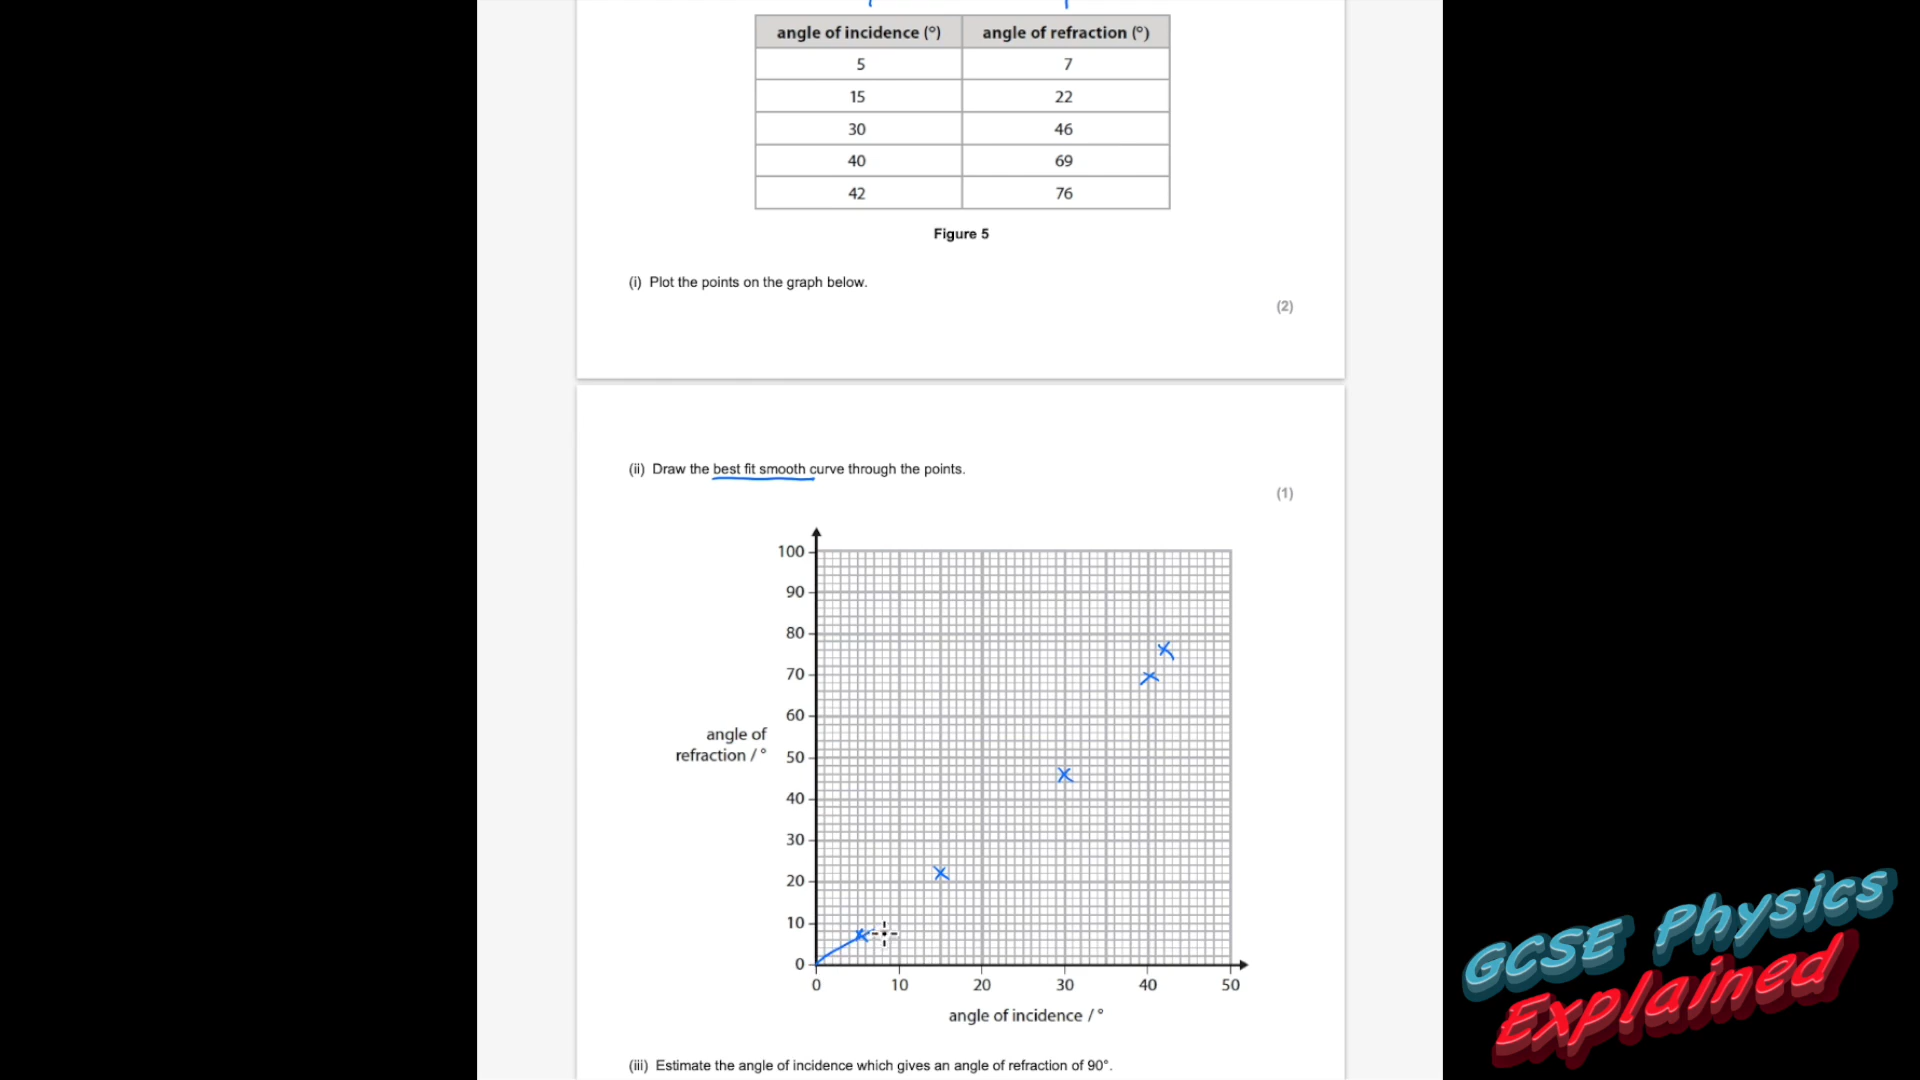 angle of incidence (°) angle of refraction (°)
5 7
15 22
30 46
40 69
42 76
Figure 5
(i) Plot the points on the graph below.
(2)
(ii) Draw the best fit smooth curve through the points.
(1)
100
90
80
70
60
angle of
refraction / °
50
40
30
20
10
0
0 10 20 30 40 50
angle of incidence / °
(iii) Estimate the angle of incidence which gives an angle of refraction of 90°.
GCSE Physics
Explained